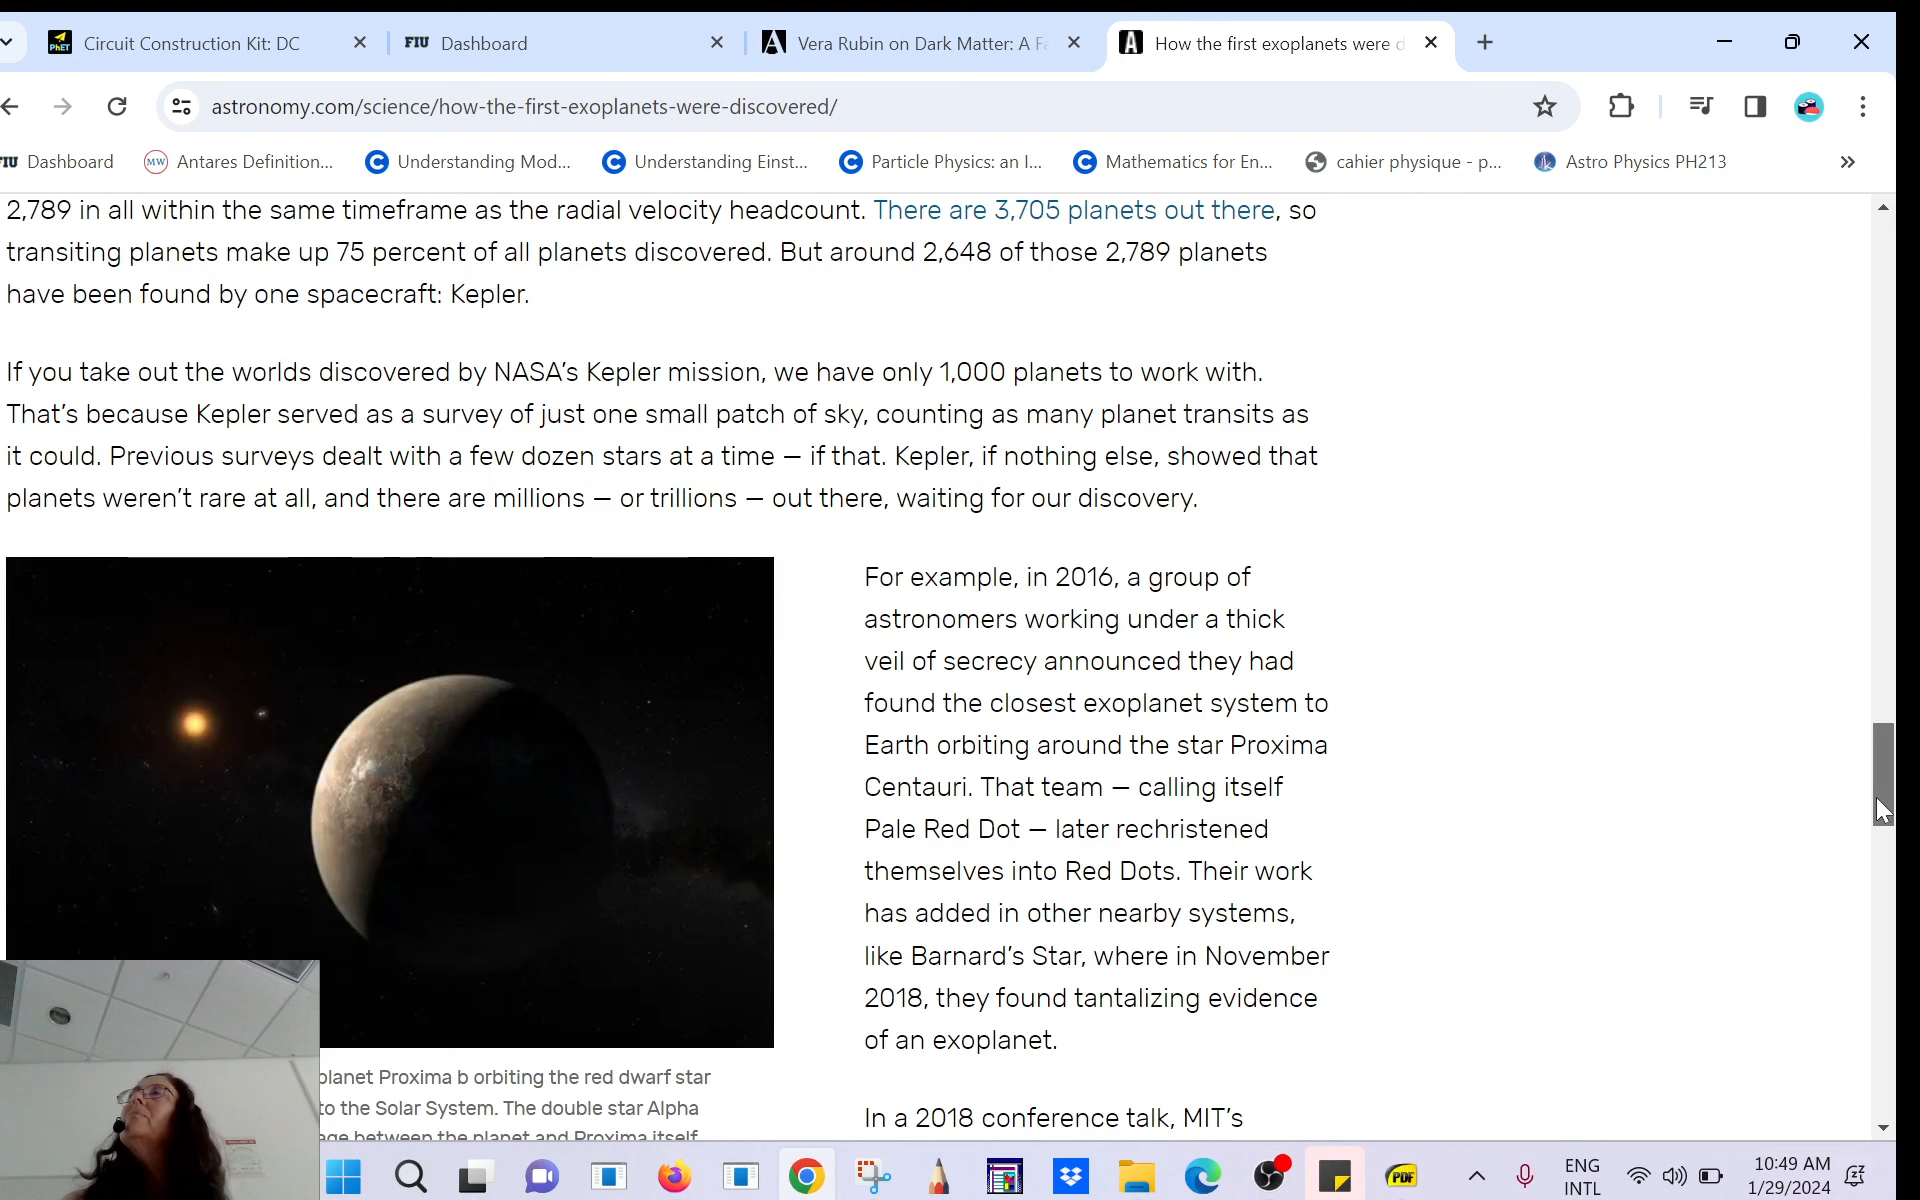 Circuit Construction Kit: DC
FIU Dashboard
Vera Rubin on Dark Matter: A Fa
How the first exoplanets were d
astronomy.com/science/how-the-first-exoplanets-were-discovered/
FIU Dashboard
MW Antares Definition...
C Understanding Mod...
C Understanding Einst...
C Particle Physics: an I...
C Mathematics for En...
cahier physique - p...
Astro Physics PH213
2,789 in all within the same timeframe as the radial velocity headcount. There are 3,705 planets out there, so
transiting planets make up 75 percent of all planets discovered. But around 2,648 of those 2,789 planets
have been found by one spacecraft: Kepler.
If you take out the worlds discovered by NASA’s Kepler mission, we have only 1,000 planets to work with.
That’s because Kepler served as a survey of just one small patch of sky, counting as many planet transits as
it could. Previous surveys dealt with a few dozen stars at a time — if that. Kepler, if nothing else, showed that
planets weren’t rare at all, and there are millions — or trillions — out there, waiting for our discovery.
For example, in 2016, a group of
astronomers working under a thick
veil of secrecy announced they had
found the closest exoplanet system to
Earth orbiting around the star Proxima
Centauri. That team — calling itself
Pale Red Dot — later rechristened
themselves into Red Dots. Their work
has added in other nearby systems,
like Barnard’s Star, where in November
2018, they found tantalizing evidence
of an exoplanet.
In a 2018 conference talk, MIT’s
planet Proxima b orbiting the red dwarf star
to the Solar System. The double star Alpha
age between the planet and Proxima itself.
PDF
ENG
INTL
10:49 AM
1/29/2024